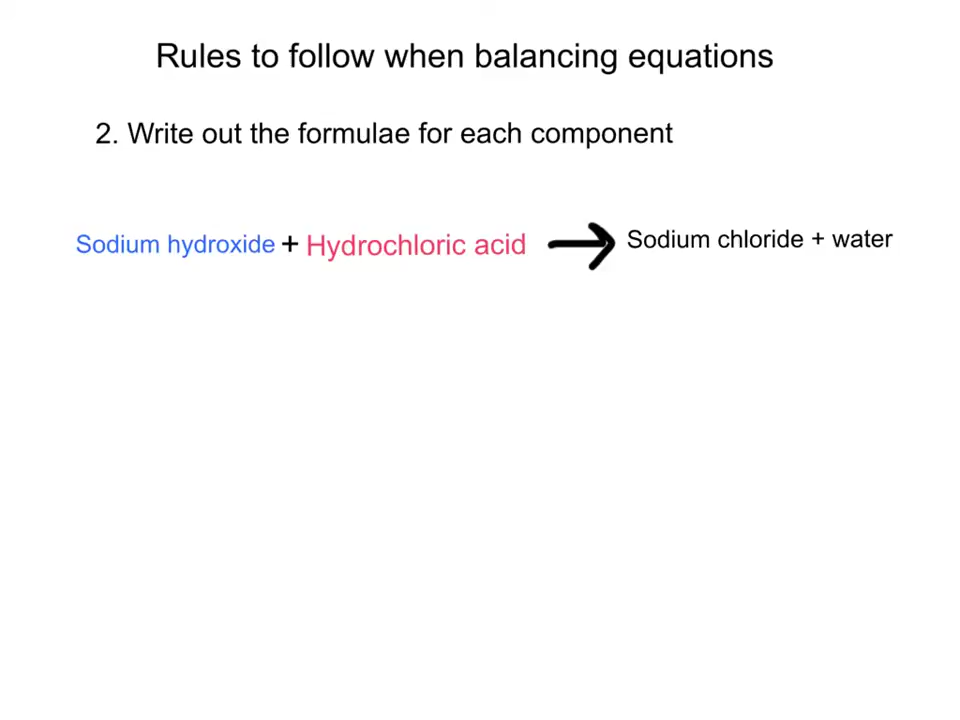 Rules to follow when balancing equations
2. Write out the formulae for each component
Sodium hydroxide + Hydrochloric acid → Sodium chloride + water